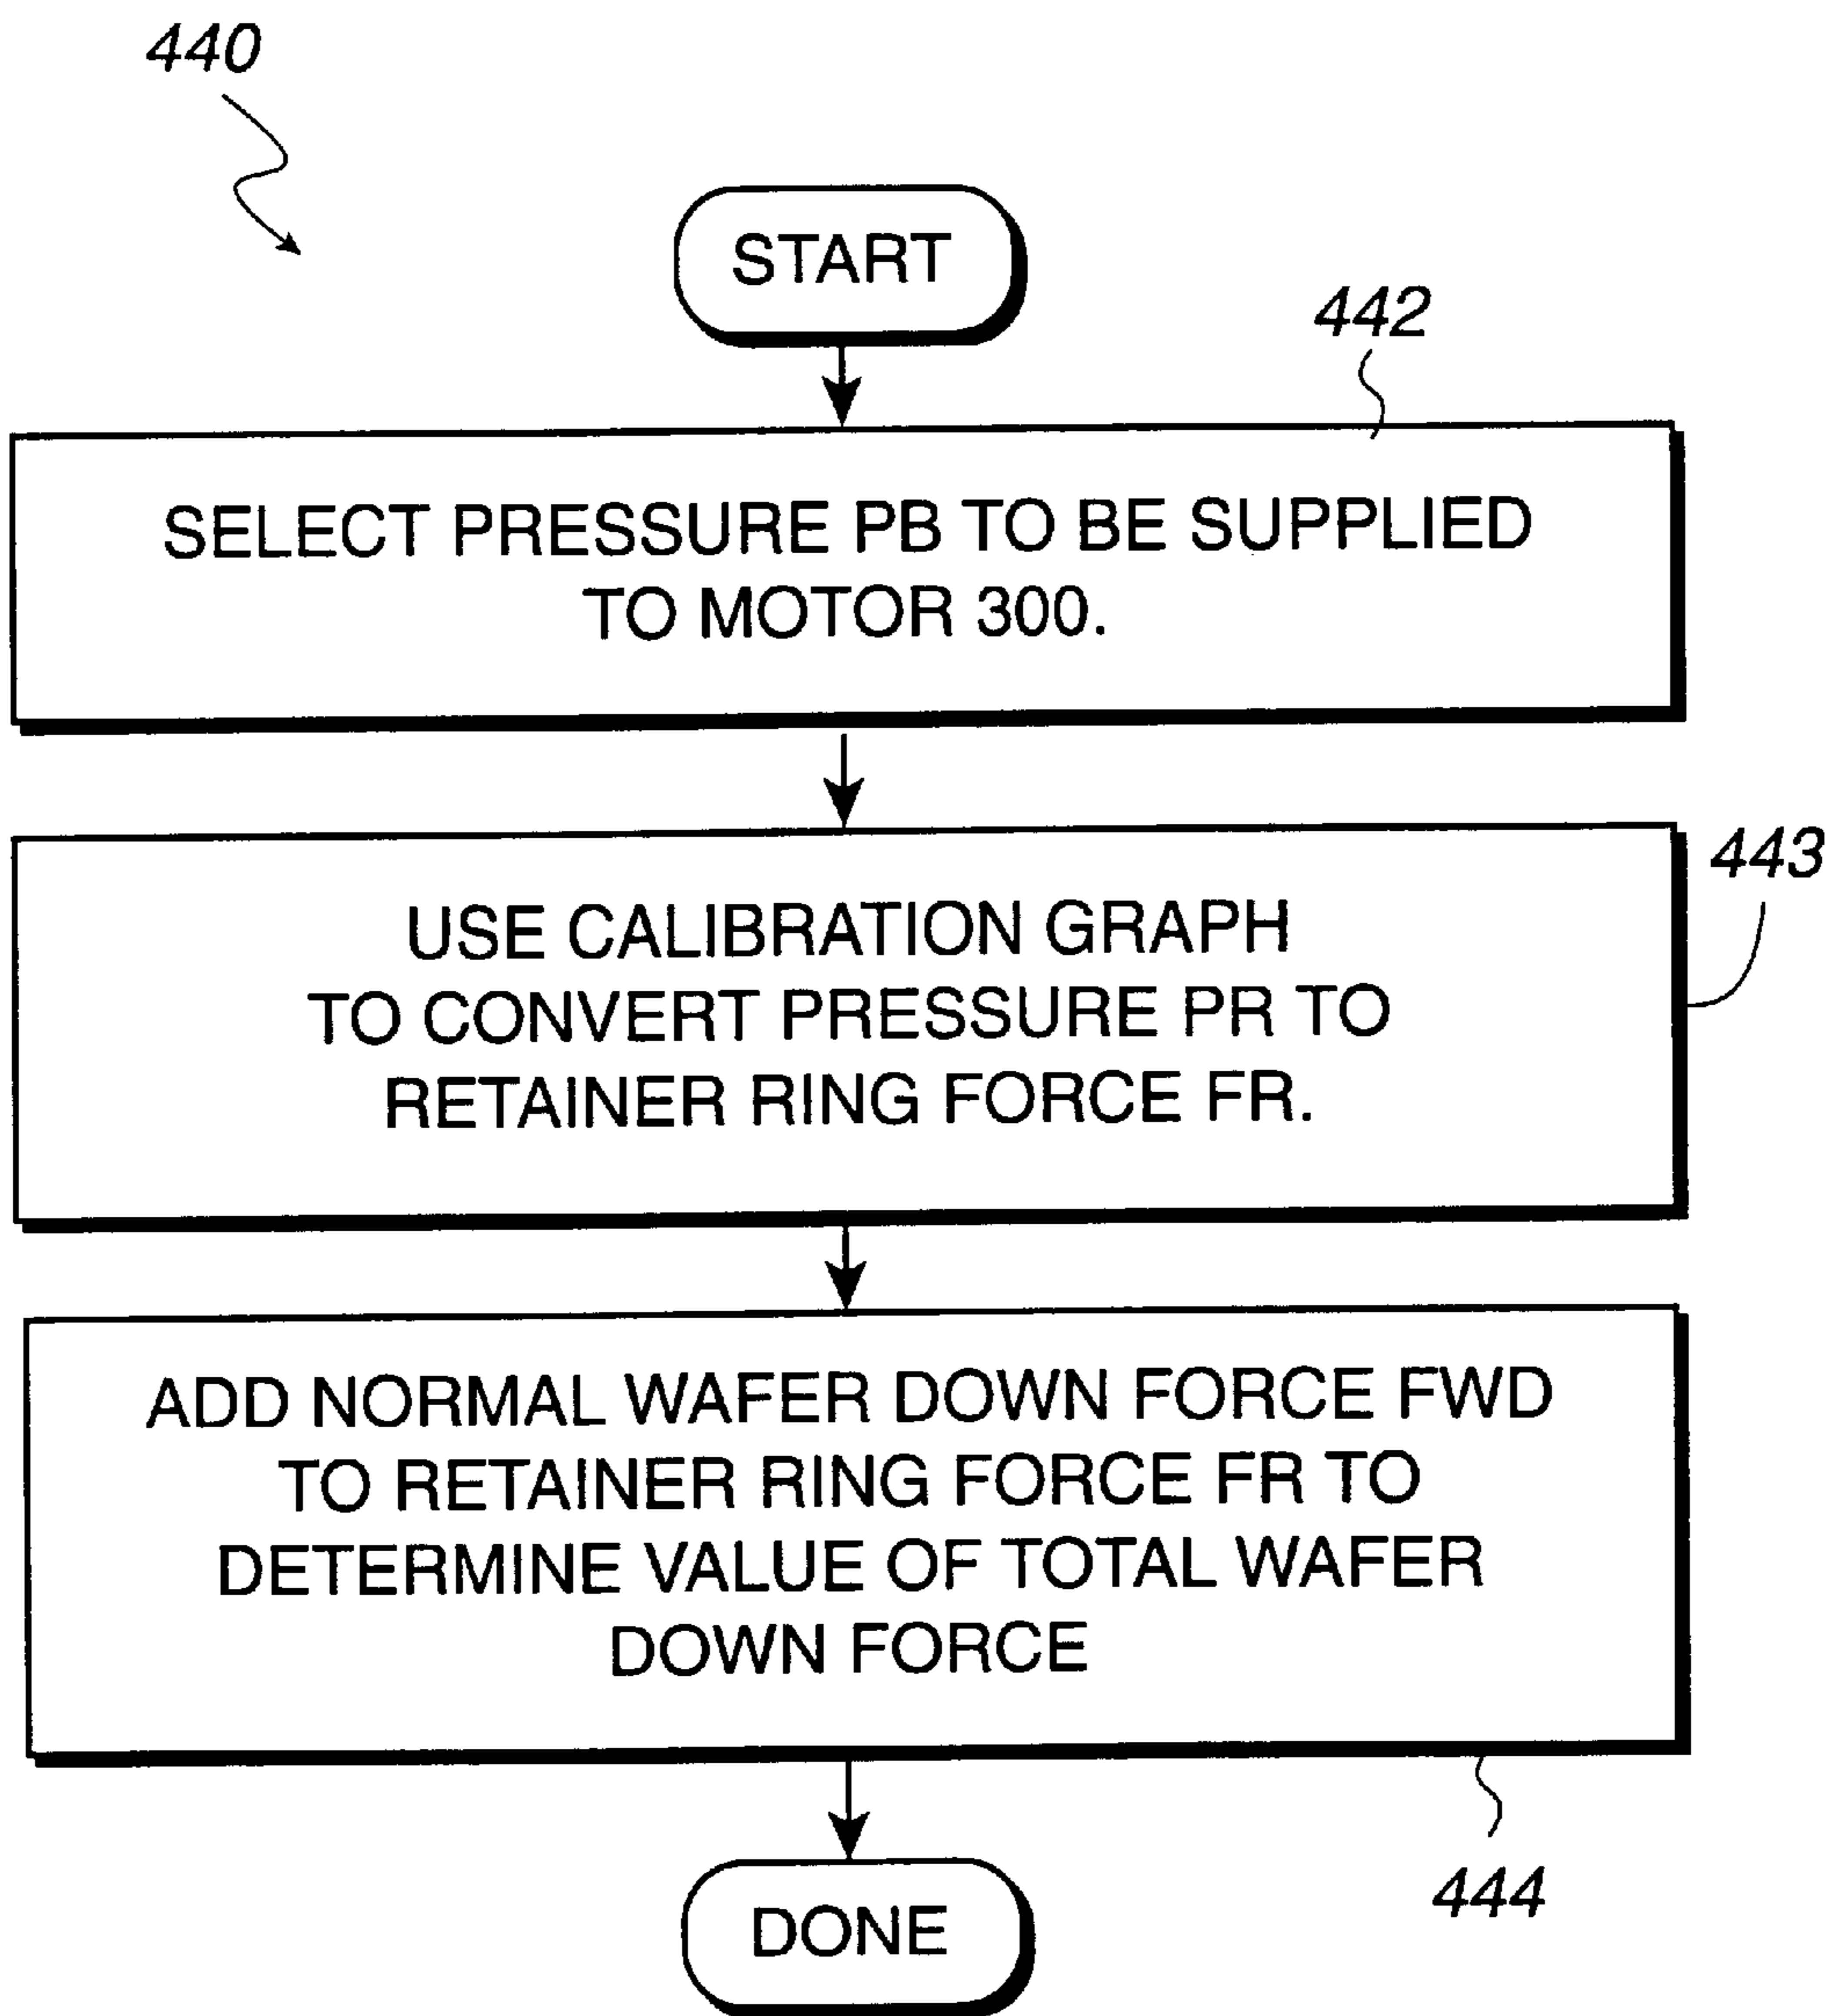 440
START
442
SELECT PRESSURE PB TO BE SUPPLIED
TO MOTOR 300.
443
USE CALIBRATION GRAPH
TO CONVERT PRESSURE PR TO
RETAINER RING FORCE FR.
ADD NORMAL WAFER DOWN FORCE FWD
TO RETAINER RING FORCE FR TO
DETERMINE VALUE OF TOTAL WAFER
DOWN FORCE
444
DONE